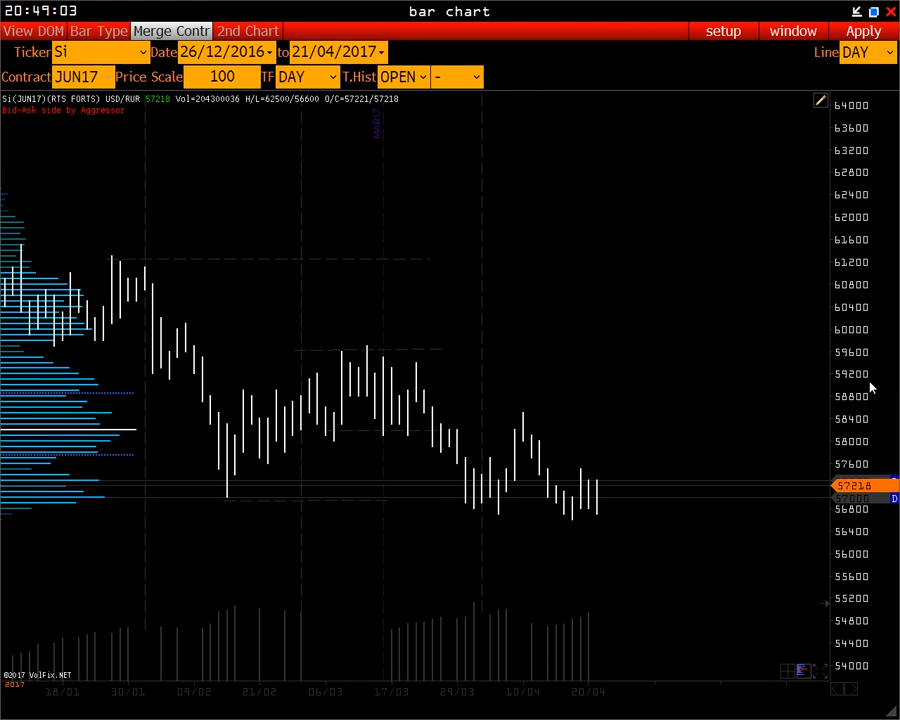 20:49:03
bar chart
View DOM Bar Type Merge Contr 2nd Chart
setup window Apply
Ticker Si Date 26/12/2016 to 21/04/2017
Line DAY
Contract JUN17 Price Scale 100 TF DAY T.Hist OPEN -
Si(JUN17)(RTS FORTS) USD/RUR 57218 Vol=204300036 H/L=62500/56600 O/C=57221/57218
Bid-Ask side by Aggressor
MAR17
64000
63600
63200
62800
62400
62000
61600
61200
60800
60400
60000
59600
59200
58800
58400
58000
57600
57218
57000 D
56800
56400
56000
55600
55200
54800
54400
54000
©2017 VolFix.NET
2017
18/01 30/01 09/02 21/02 06/03 17/03 29/03 10/04 20/04